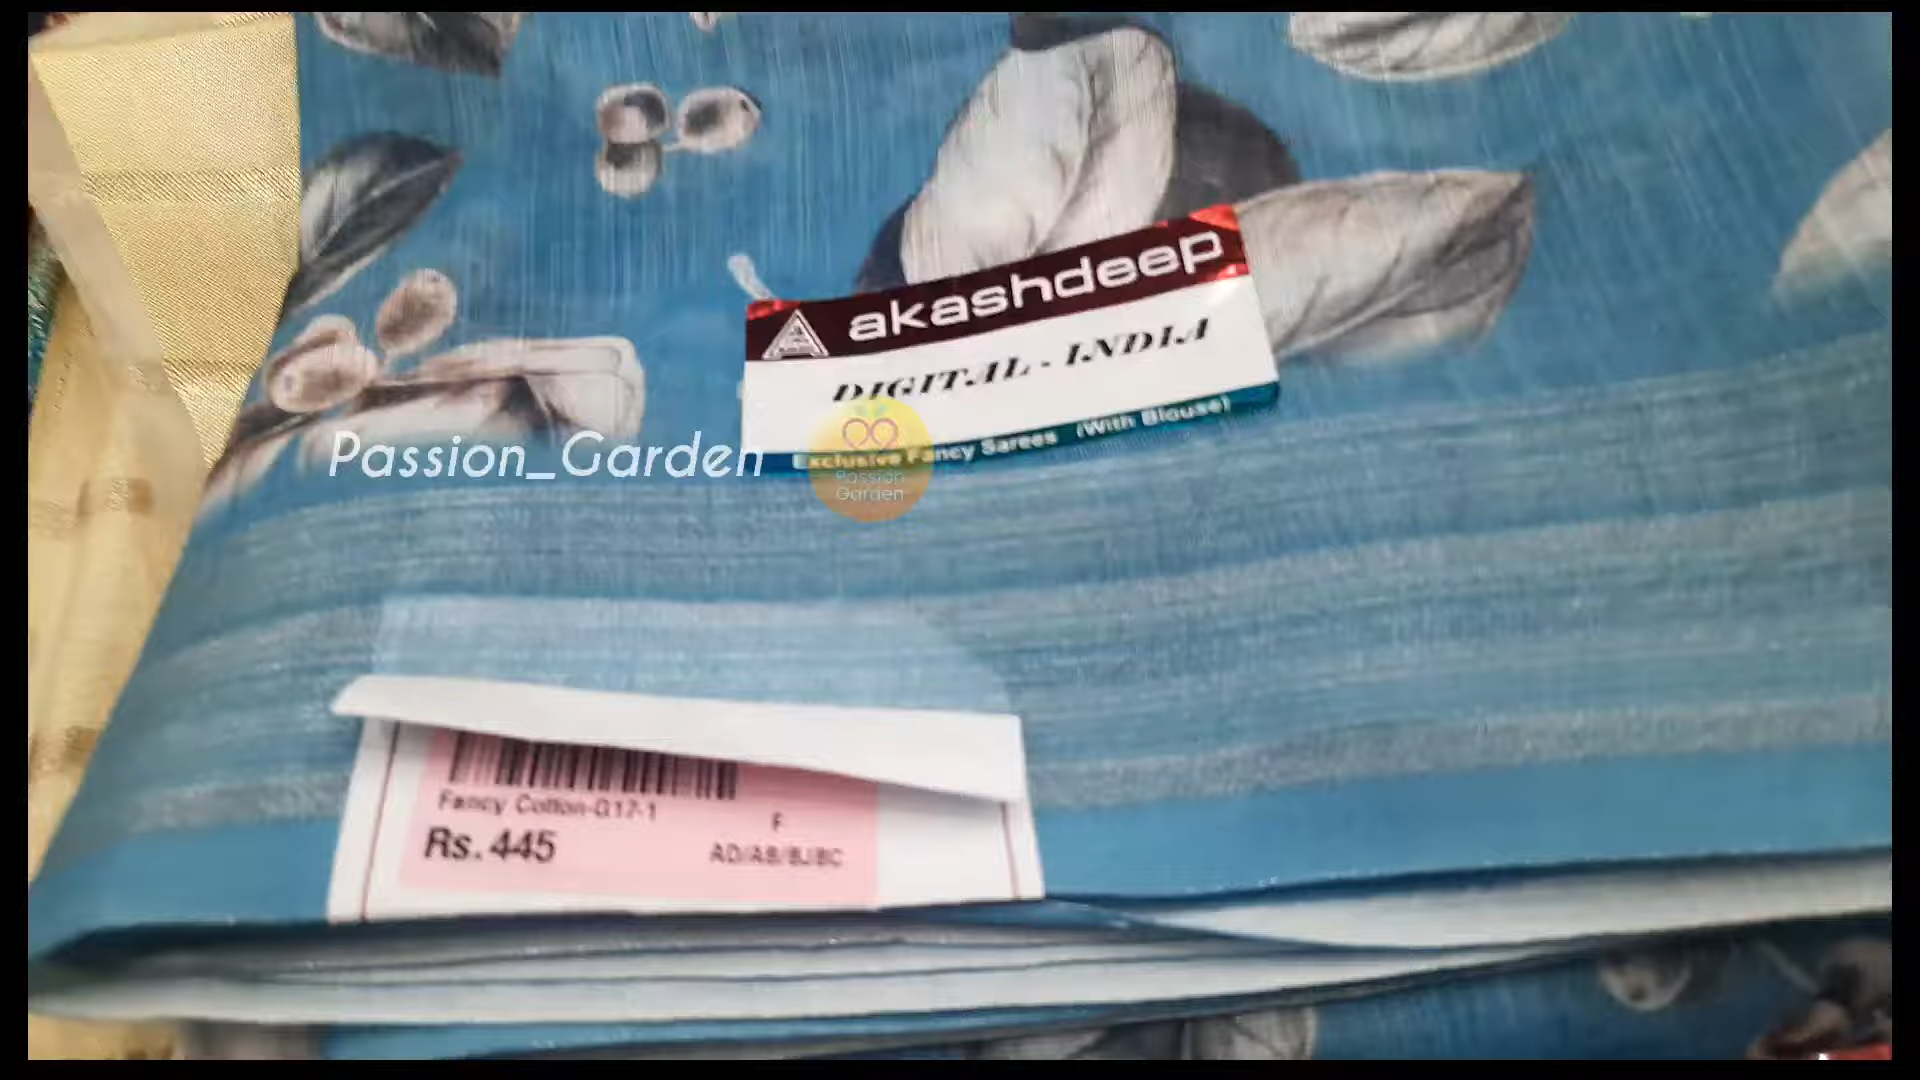 akashdeep
DIGITAL - INDIA
Exclusive Fancy Sarees (With Blouse)
Passion_Garden
Passion
Garden
Fancy Cotton-G17-1
Rs. 445
F
AD/AB/BJ/BC